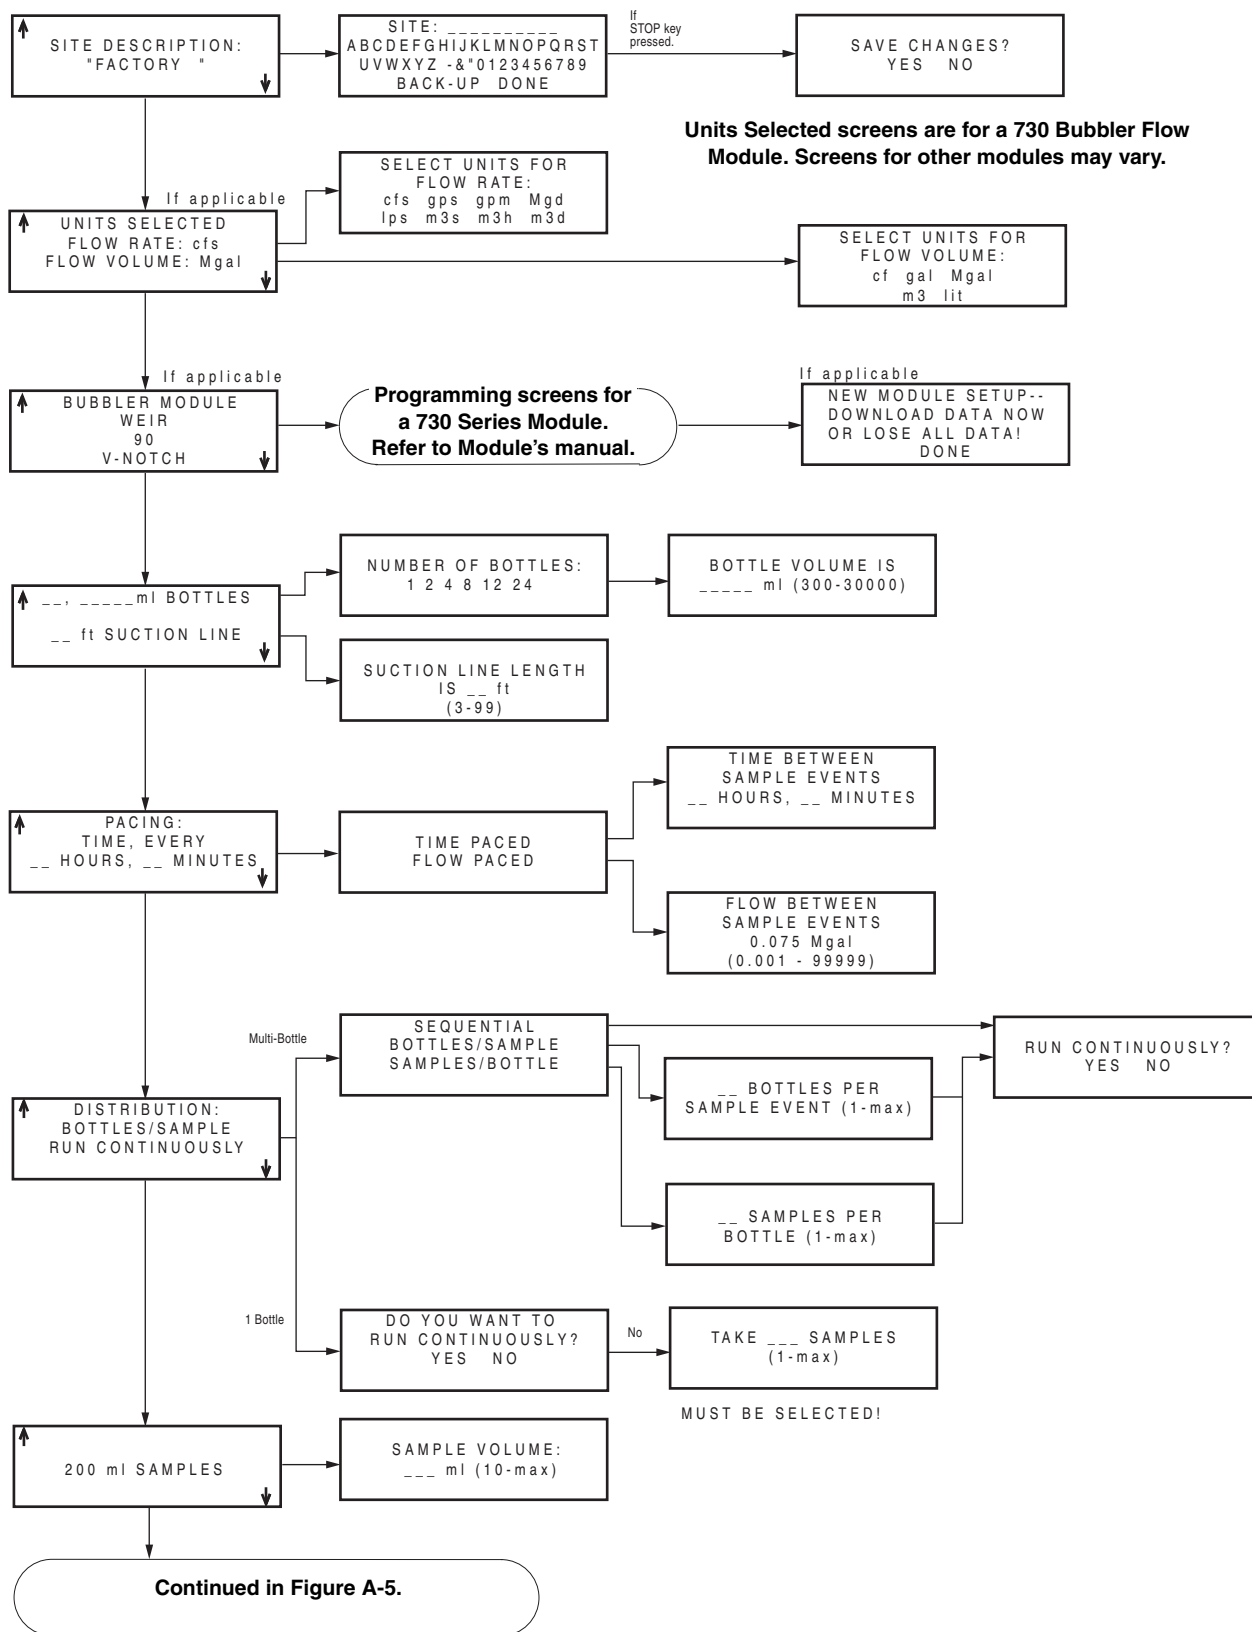 SITE DESCRIPTION:
"FACTORY "
SITE: __________
ABCDEFGHIJKLMNOPQRST
UVWXYZ -&"0123456789
BACK-UP DONE
If
STOP key
pressed.
SAVE CHANGES?
YES NO
Units Selected screens are for a 730 Bubbler Flow
Module. Screens for other modules may vary.
If applicable
UNITS SELECTED
FLOW RATE: cfs
FLOW VOLUME: Mgal
SELECT UNITS FOR
FLOW RATE:
cfs gps gpm Mgd
lps m3s m3h m3d
SELECT UNITS FOR
FLOW VOLUME:
cf gal Mgal
m3 lit
If applicable
BUBBLER MODULE
WEIR
90
V-NOTCH
Programming screens for
a 730 Series Module.
Refer to Module’s manual.
If applicable
NEW MODULE SETUP--
DOWNLOAD DATA NOW
OR LOSE ALL DATA!
DONE
__, _____ml BOTTLES
__ ft SUCTION LINE
NUMBER OF BOTTLES:
1 2 4 8 12 24
BOTTLE VOLUME IS
_____ ml (300-30000)
SUCTION LINE LENGTH
IS __ ft
(3-99)
PACING:
TIME, EVERY
__ HOURS, __ MINUTES
TIME PACED
FLOW PACED
TIME BETWEEN
SAMPLE EVENTS
__ HOURS, __ MINUTES
FLOW BETWEEN
SAMPLE EVENTS
0.075 Mgal
(0.001 - 99999)
DISTRIBUTION:
BOTTLES/SAMPLE
RUN CONTINUOUSLY
Multi-Bottle
SEQUENTIAL
BOTTLES/SAMPLE
SAMPLES/BOTTLE
__ BOTTLES PER
SAMPLE EVENT (1-max)
__ SAMPLES PER
BOTTLE (1-max)
RUN CONTINUOUSLY?
YES NO
1 Bottle
DO YOU WANT TO
RUN CONTINUOUSLY?
YES NO
No
TAKE ___ SAMPLES
(1-max)
MUST BE SELECTED!
200 ml SAMPLES
SAMPLE VOLUME:
___ ml (10-max)
Continued in Figure A-5.